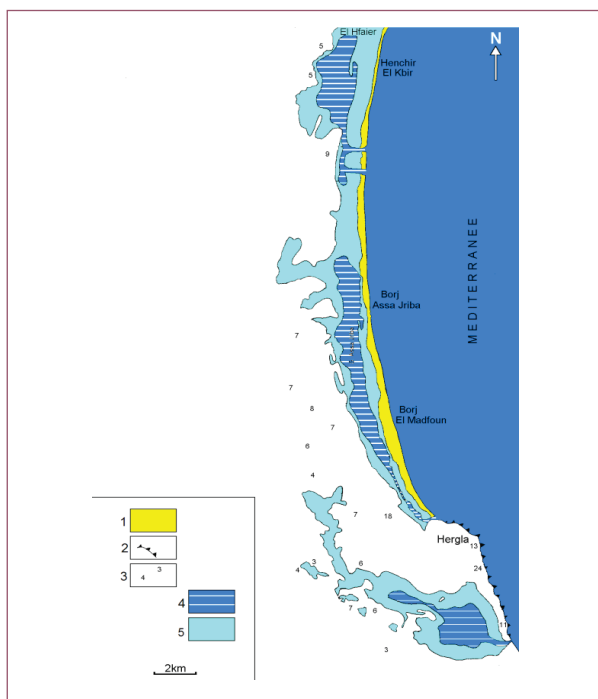 El Hfaier
N
5
Henchir
El Kbir
5
9
MEDITERRANEE
Borj
Assa Jriba
7
7
8
Borj
El Madfoun
7
6
4
7
18
Hergla
13
3
6
4
24
7
6
11
3
1
2
3
3
4
4
5
2km